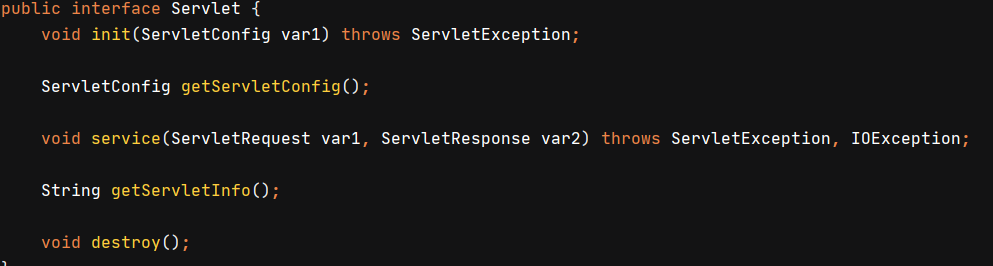 public interface Servlet {
void init(ServletConfig var1) throws ServletException;
ServletConfig getServletConfig();
void service(ServletRequest var1, ServletResponse var2) throws ServletException, IOException;
String getServletInfo();
void destroy();
}